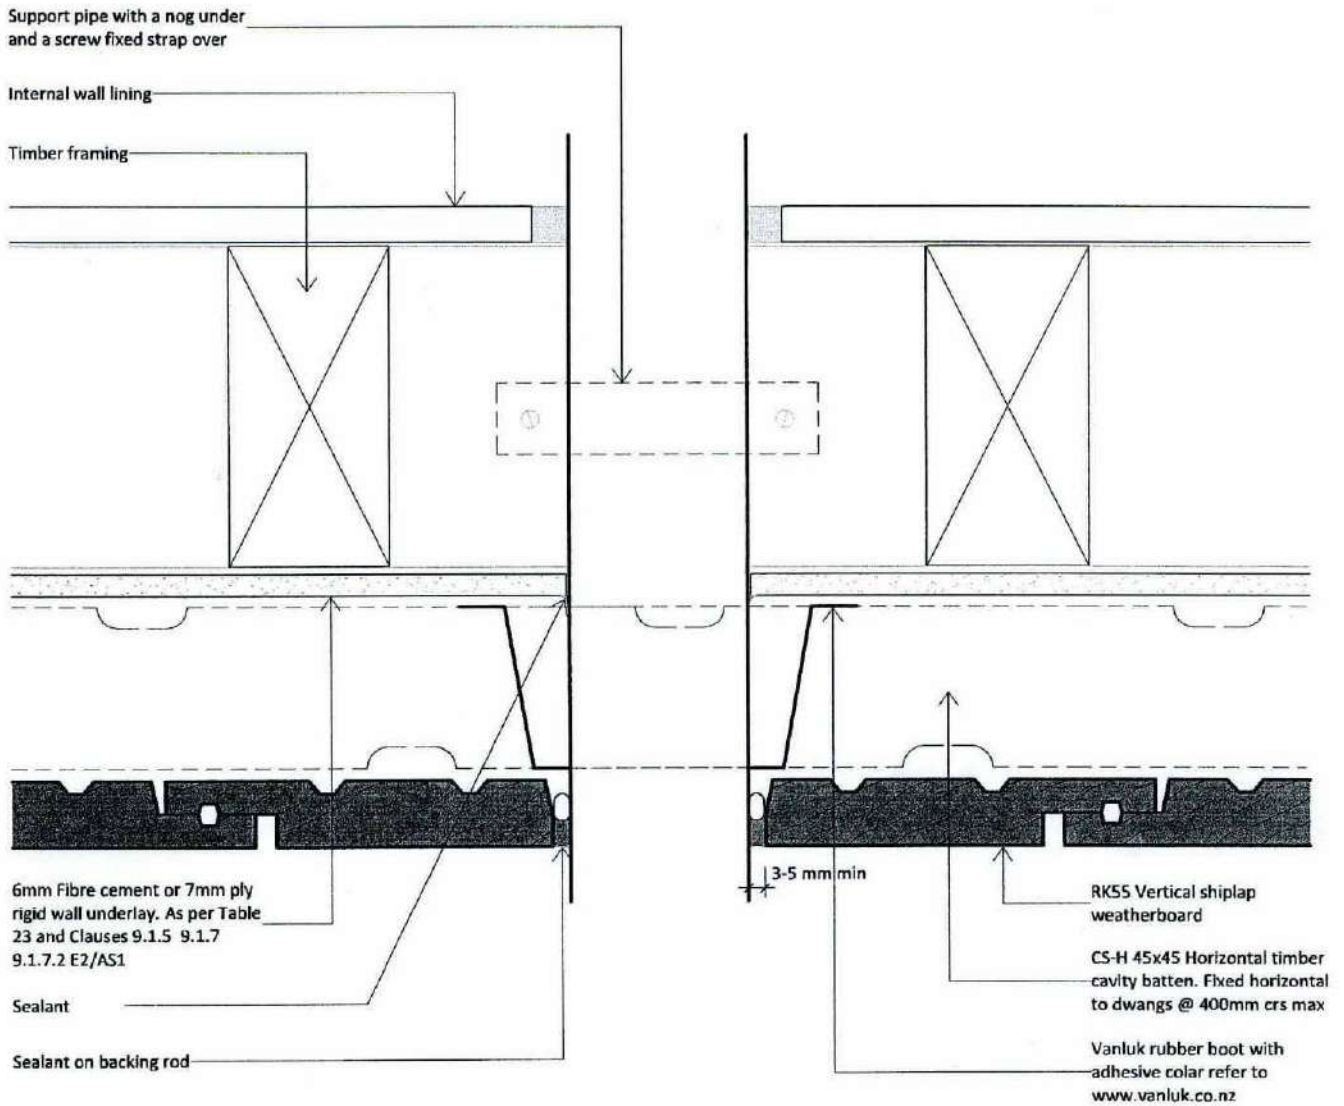 Support pipe with a nog under
and a screw fixed strap over
Internal wall lining
Timber framing
3-5 mm min
6mm Fibre cement or 7mm ply
rigid wall underlay. As per Table
23 and Clauses 9.1.5 9.1.7
9.1.7.2 E2/AS1
Sealant
Sealant on backing rod
RK55 Vertical shiplap
weatherboard
CS-H 45x45 Horizontal timber
cavity batten. Fixed horizontal
to dwangs @ 400mm crs max
Vanluk rubber boot with
adhesive colar refer to
www.vanluk.co.nz